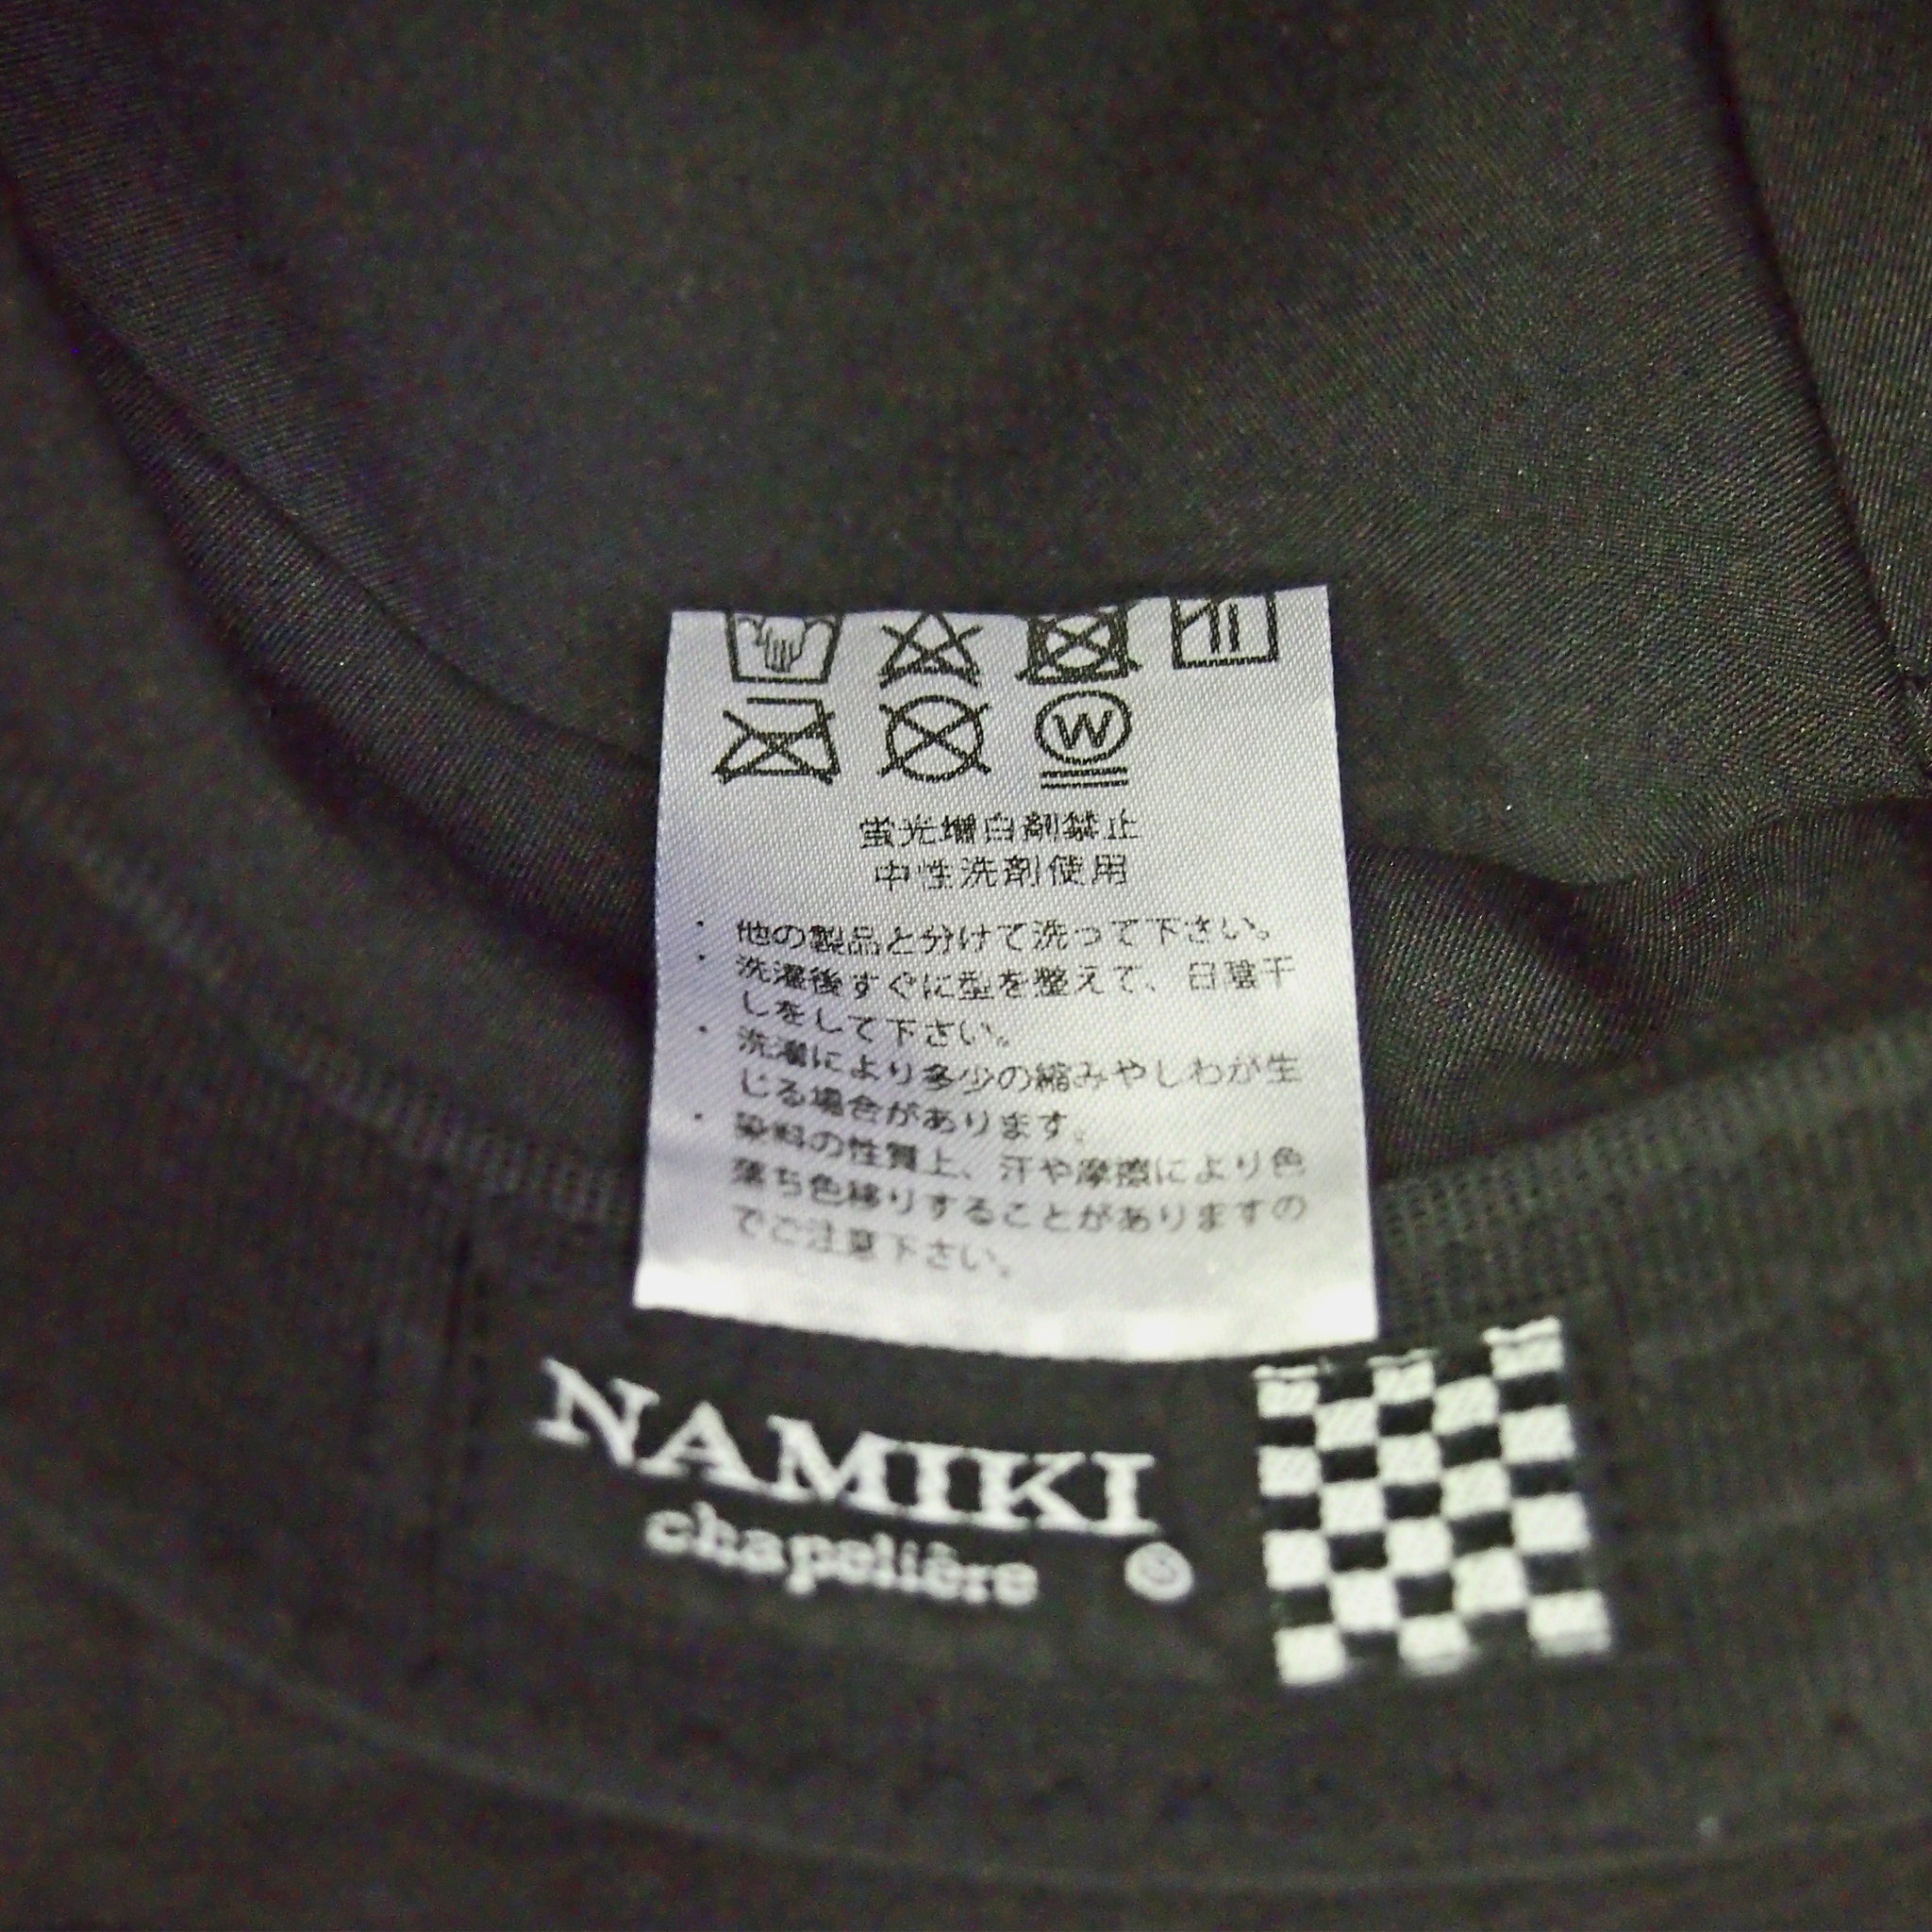 W
蛍光増白剤禁止
中性洗剤使用
・ 他の製品と分けて洗って下さい。
・ 洗濯後すぐに型を整えて、日陰干
しをして下さい。
・ 洗濯により多少の縮みやしわが生
じる場合があります。
・ 染料の性質上、汗や摩擦により色
落ち色移りすることがありますの
でご注意下さい。
NAMIKI
chapelière ®